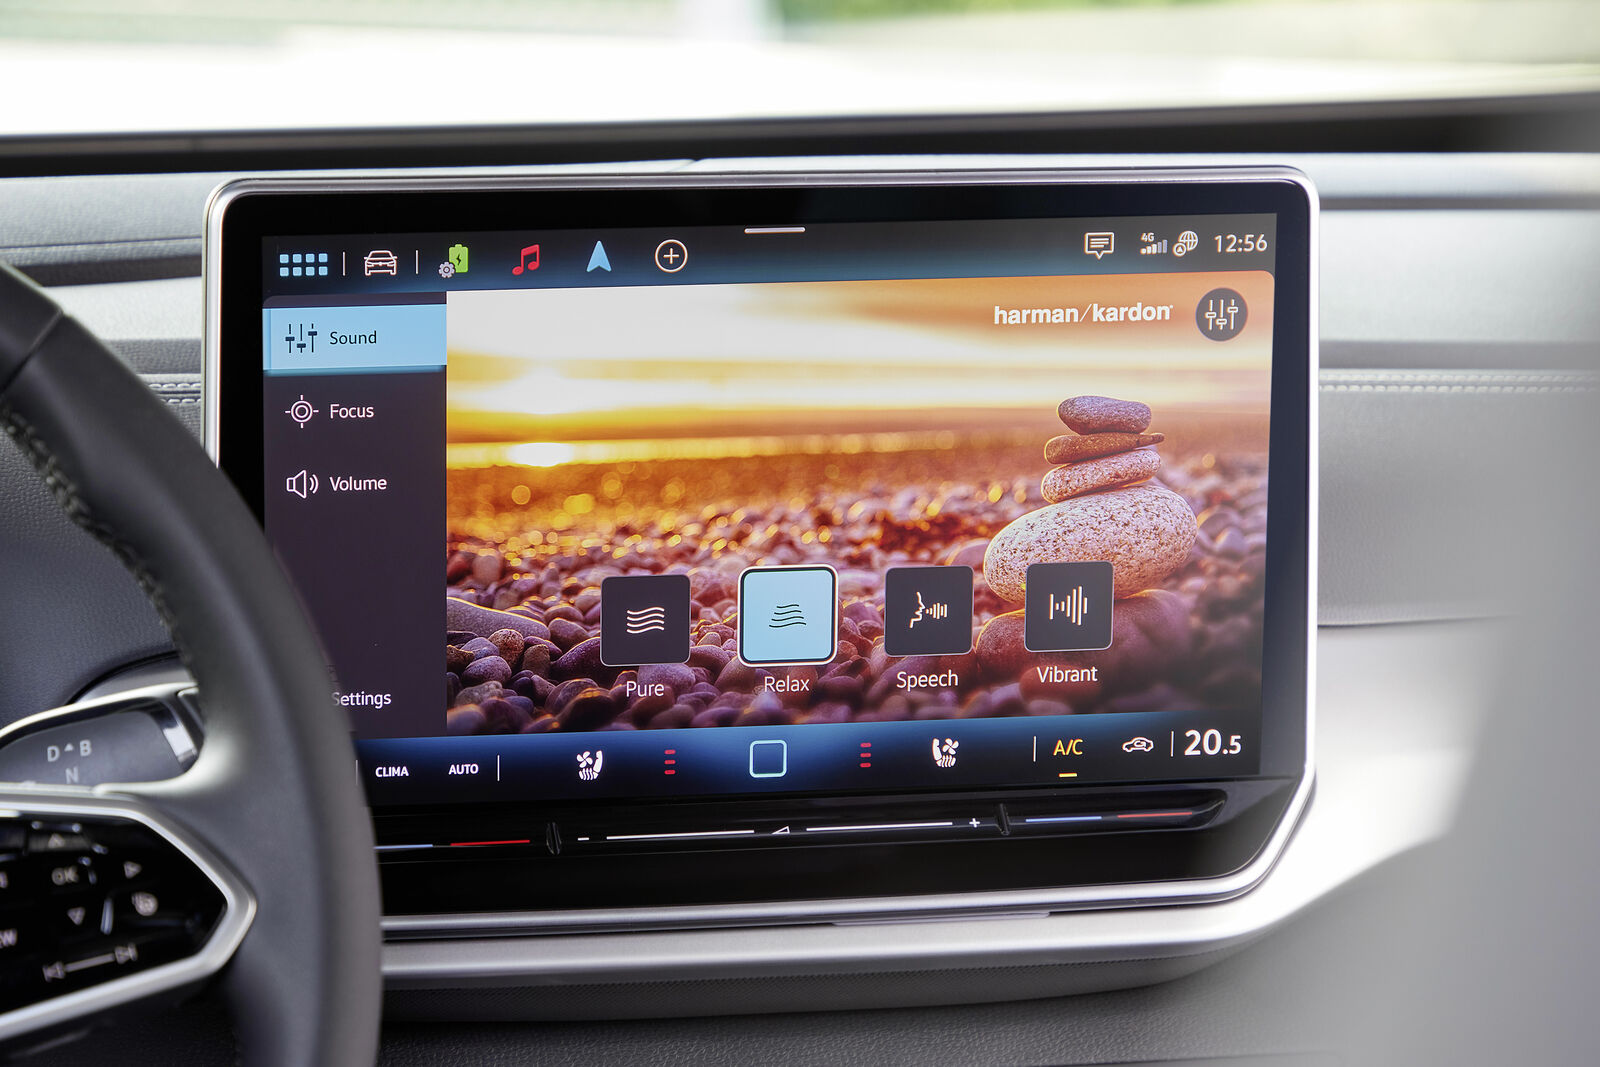 4G
12:56
harman/kardon
Sound
Focus
Volume
Settings
Pure
Relax
Speech
Vibrant
CLIMA
AUTO
A/C
20.5
- +
D B
N
OK